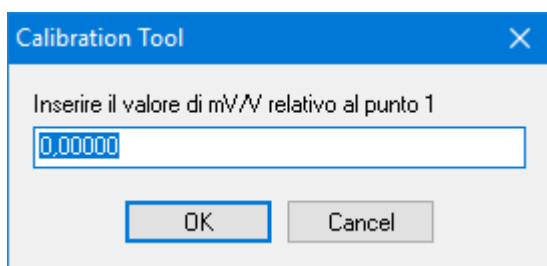 Calibration Tool
Inserire il valore di mV/V relativo al punto 1
0,00000
OK
Cancel